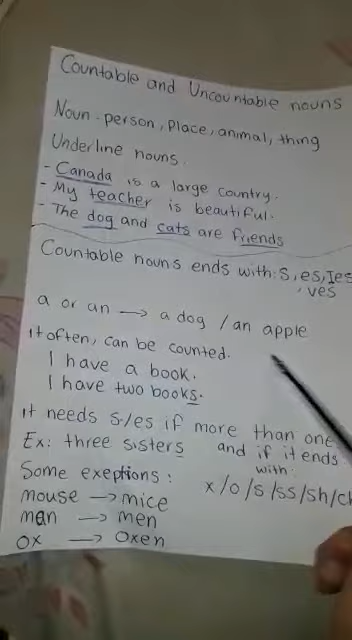 Countable and Uncountable nouns
Noun - person, Place, animal, thing
Underline nouns.
- Canada is a large country.
- My teacher is beautiful.
- The dog and cats are friends
Countable nouns ends with: S, es, Ies
, ves
a or an → a dog / an apple
it often, can be counted.
I have a book.
I have two books.
it needs s/es if more than one
Ex: three sisters and if it ends
with:
Some exeptions: x/o/s/ss/sh/ch
mouse → mice
man → men
ox → oxen